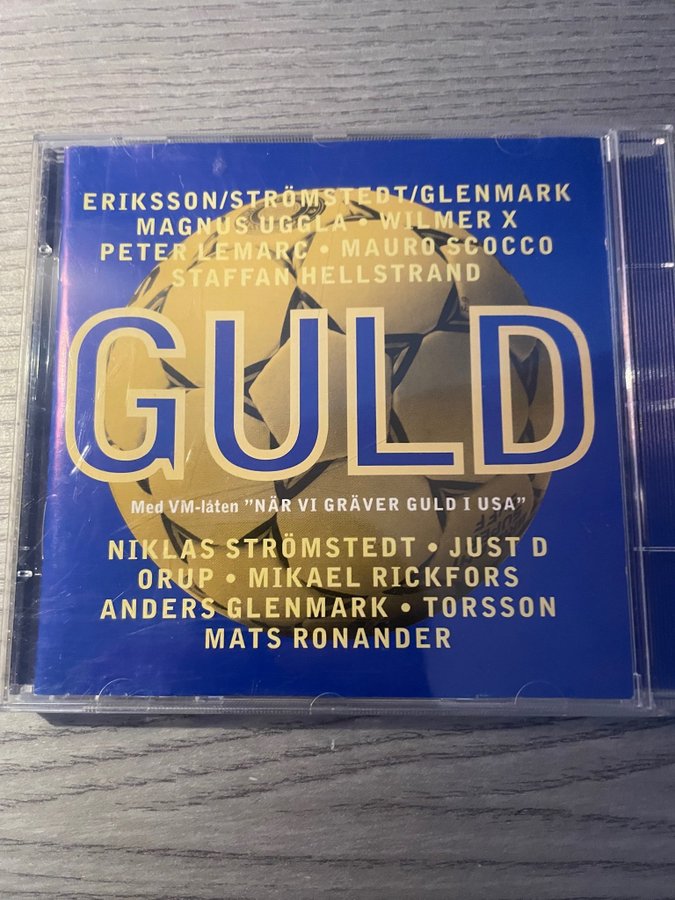 ERIKSSON/STRÖMSTEDT/GLENMARK
MAGNUS UGGLA • WILMER X
PETER LEMARC • MAURO SCOCCO
STAFFAN HELLSTRAND
GULD
Med VM-låten "NÄR VI GRÄVER GULD I USA"
NIKLAS STRÖMSTEDT • JUST D
ORUP • MIKAEL RICKFORS
ANDERS GLENMARK • TORSSON
MATS RONANDER